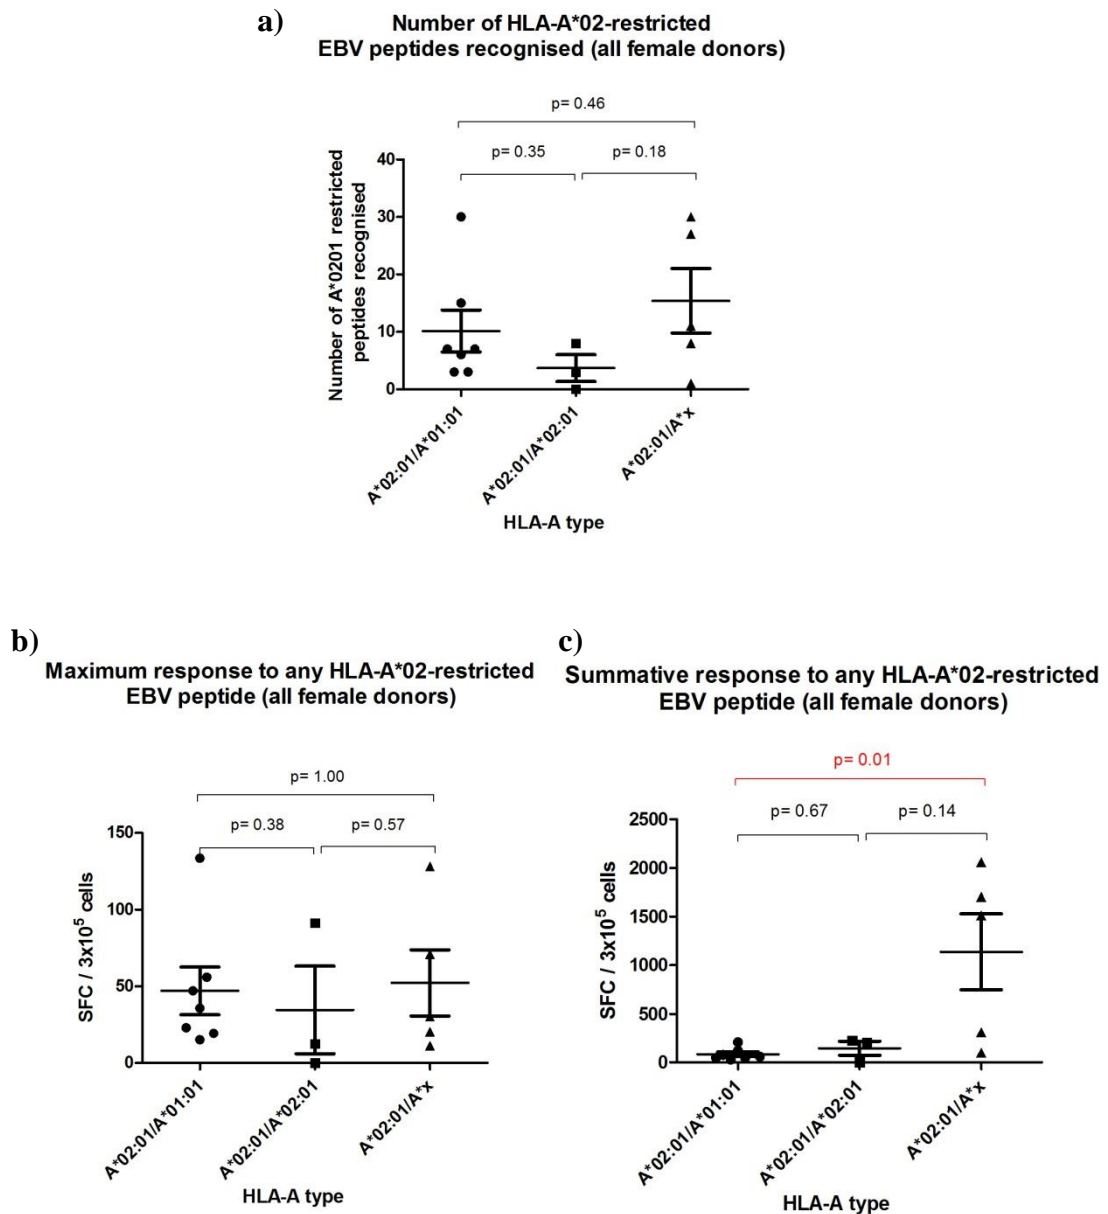 a)
Number of HLA-A*02-restricted
EBV peptides recognised (all female donors)
p= 0.46
p= 0.35
p= 0.18
Number of A*0201 restricted
peptides recognised
40
30
20
10
0
A*02:01/A*01:01
A*02:01/A*02:01
A*02:01/A*x
HLA-A type
b)
Maximum response to any HLA-A*02-restricted
EBV peptide (all female donors)
p= 1.00
p= 0.38
p= 0.57
SFC / 3x10⁵ cells
150
100
50
0
A*02:01/A*01:01
A*02:01/A*02:01
A*02:01/A*x
HLA-A type
c)
Summative response to any HLA-A*02-restricted
EBV peptide (all female donors)
p= 0.01
p= 0.67
p= 0.14
SFC / 3x10⁵ cells
2500
2000
1500
1000
500
0
A*02:01/A*01:01
A*02:01/A*02:01
A*02:01/A*x
HLA-A type